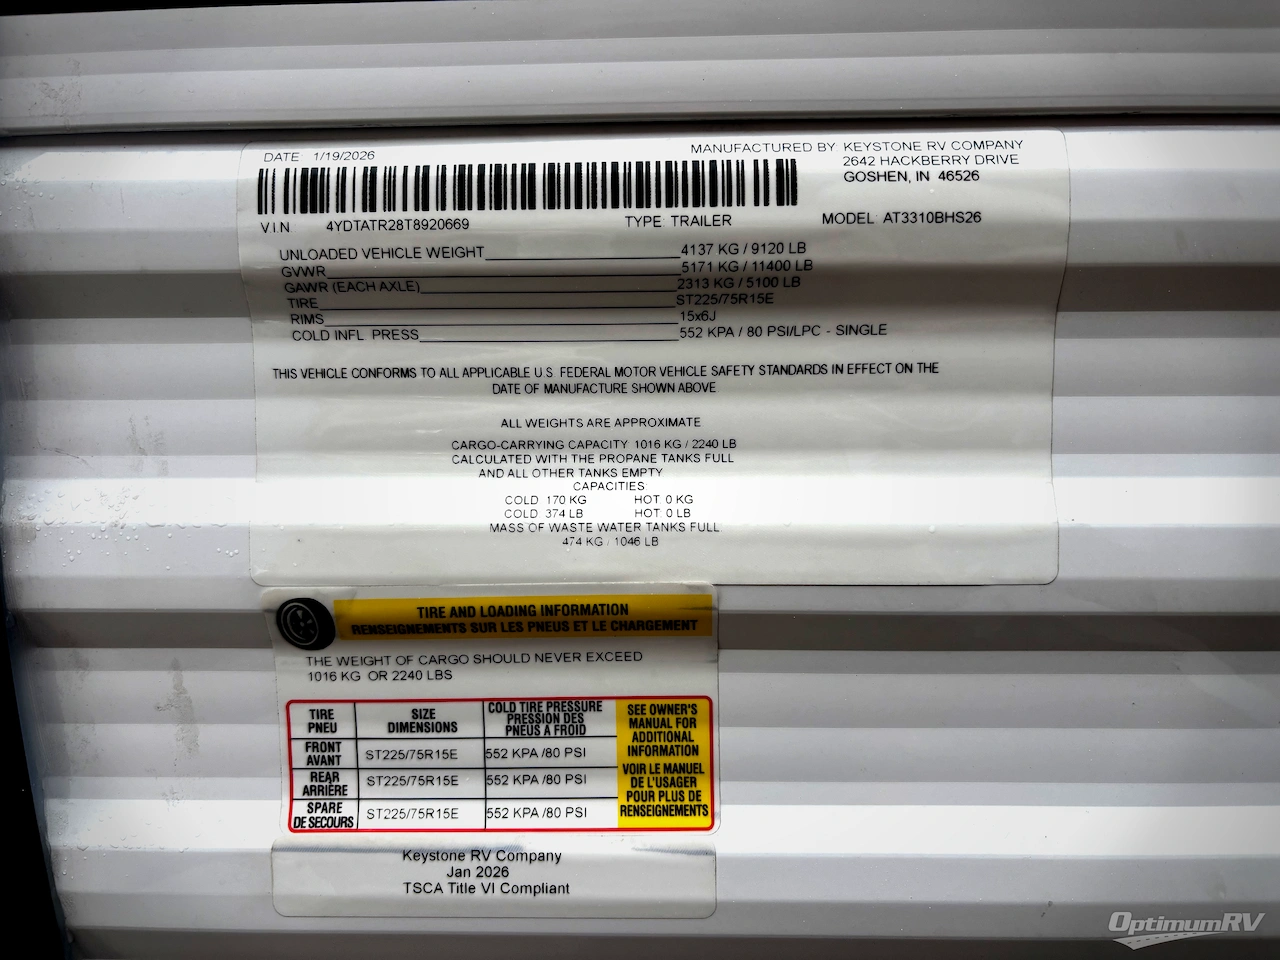 DATE 1/19/2026
MANUFACTURED BY: KEYSTONE RV COMPANY
2642 HACKBERRY DRIVE
GOSHEN, IN 46526
VIN 4YDTATR28T8920669 TYPE: TRAILER MODEL: AT3310BHS26
UNLOADED VEHICLE WEIGHT 4137 KG / 9120 LB
GVWR 5171 KG / 11400 LB
GAWR (EACH AXLE) 2313 KG / 5100 LB
TIRE ST225/75R15E
RIMS 15x6J
COLD INFL. PRESS 552 KPA / 80 PSI/LPC - SINGLE
THIS VEHICLE CONFORMS TO ALL APPLICABLE U.S. FEDERAL MOTOR VEHICLE SAFETY STANDARDS IN EFFECT ON THE
DATE OF MANUFACTURE SHOWN ABOVE
ALL WEIGHTS ARE APPROXIMATE
CARGO-CARRYING CAPACITY 1016 KG / 2240 LB
CALCULATED WITH THE PROPANE TANKS FULL
AND ALL OTHER TANKS EMPTY
CAPACITIES:
COLD 170 KG HOT: 0 KG
COLD 374 LB HOT: 0 LB
MASS OF WASTE WATER TANKS FULL
474 KG / 1046 LB
TIRE AND LOADING INFORMATION
RENSEIGNEMENTS SUR LES PNEUS ET LE CHARGEMENT
THE WEIGHT OF CARGO SHOULD NEVER EXCEED
1016 KG OR 2240 LBS
TIRE
PNEU
SIZE
DIMENSIONS
COLD TIRE PRESSURE
PRESSION DES
PNEUS A FROID
FRONT
AVANT
ST225/75R15E
552 KPA /80 PSI
REAR
ARRIÈRE
ST225/75R15E
552 KPA /80 PSI
SPARE
DE SECOURS
ST225/75R15E
552 KPA /80 PSI
SEE OWNER'S
MANUAL FOR
ADDITIONAL
INFORMATION
VOIR LE MANUEL
DE L'USAGER
POUR PLUS DE
RENSEIGNEMENTS
Keystone RV Company
Jan 2026
TSCA Title VI Compliant
OptimumRV